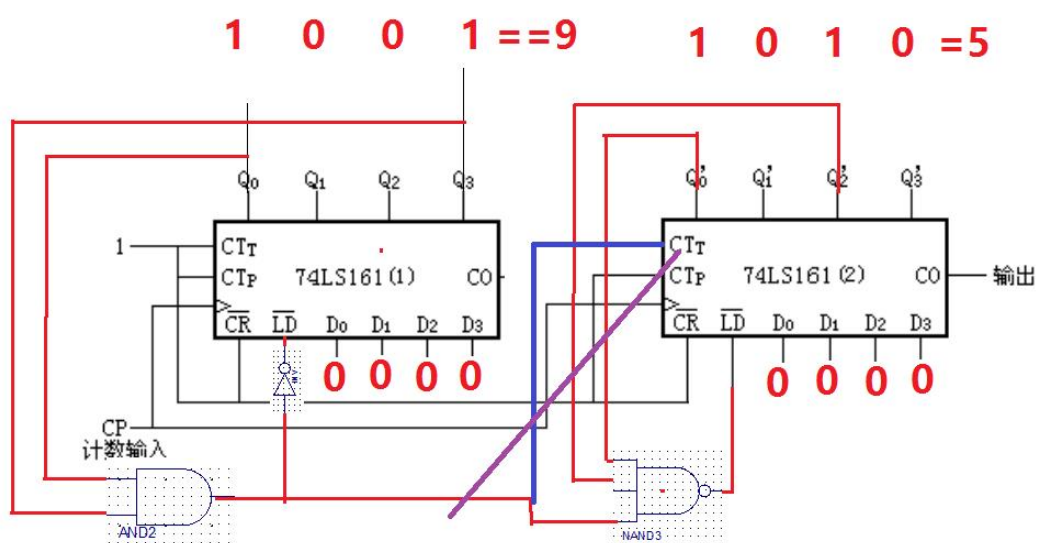 1 0 0 1 ==9
1 0 1 0 =5
Q0 Q1 Q2 Q3
Q'0 Q'1 Q'2 Q'3
1
CTT
CTP
74LS161(1)
CO
CR LD D0 D1 D2 D3
0 0 0 0
CTT
CTP
74LS161(2)
CO
输出
CR LD D0 D1 D2 D3
0 0 0 0
CP
计数输入
AND2
NAND3